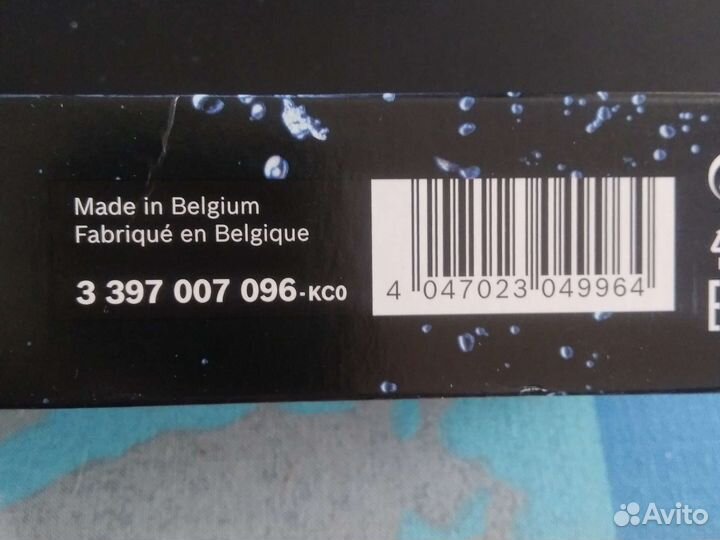 Made in Belgium
Fabriqué en Belgique
3 397 007 096-KC0
4 047023 049964
Avito